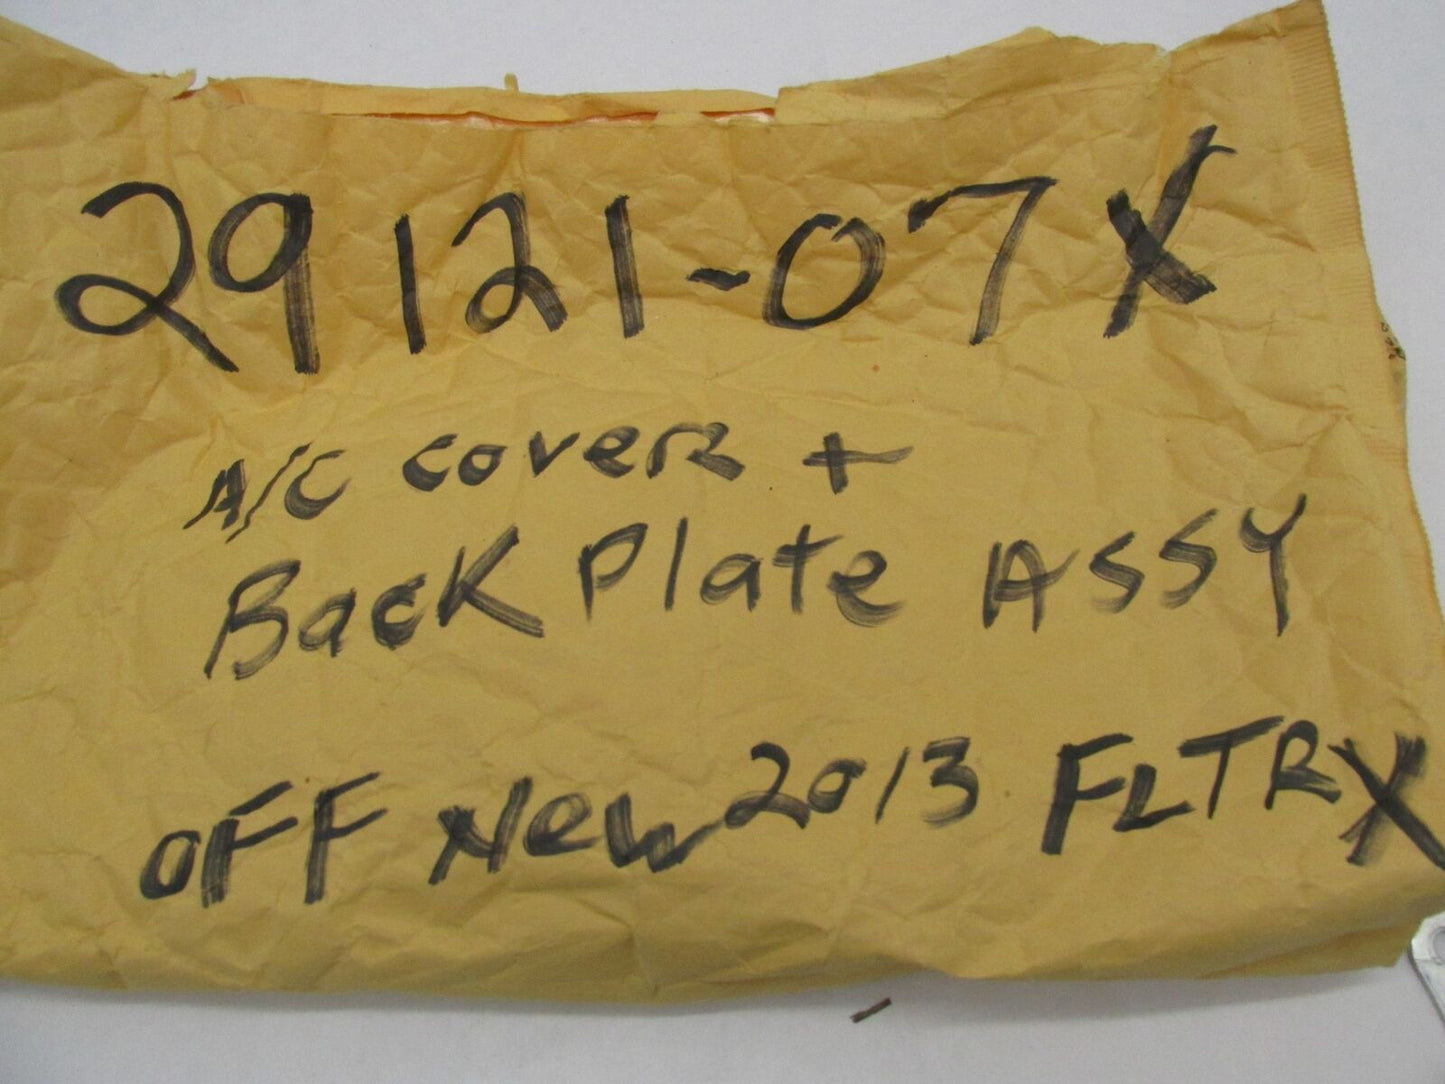 29121-07X
A/C cover +
Back Plate ASSY
OFF New 2013 FLTRX